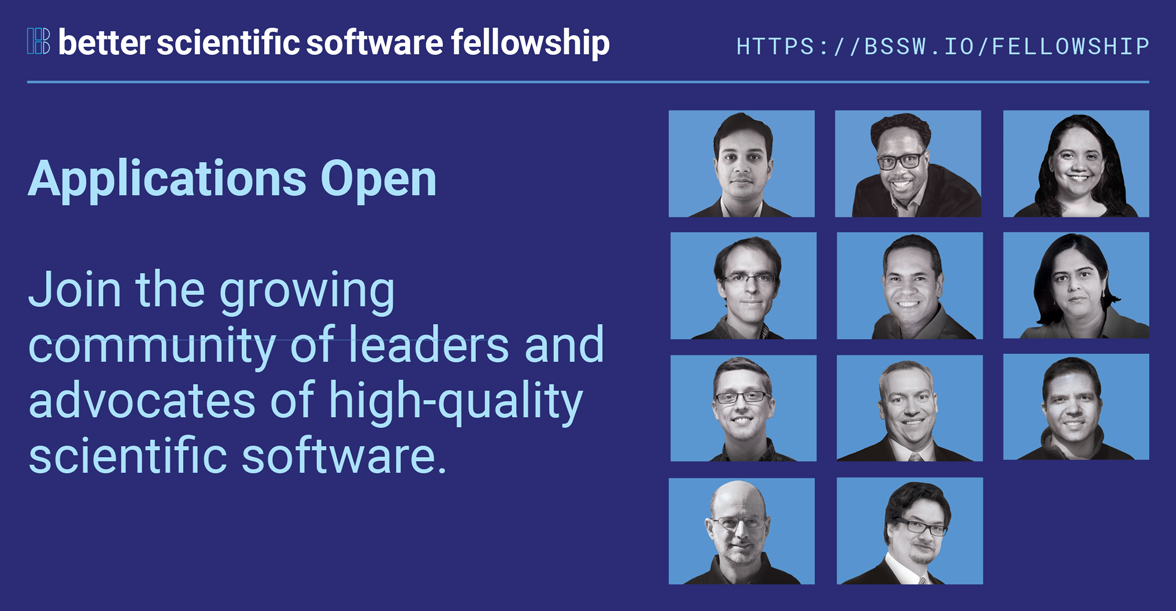 better scientific software fellowship
HTTPS://BSSW.IO/FELLOWSHIP
Applications Open
Join the growing
community of leaders and
advocates of high-quality
scientific software.